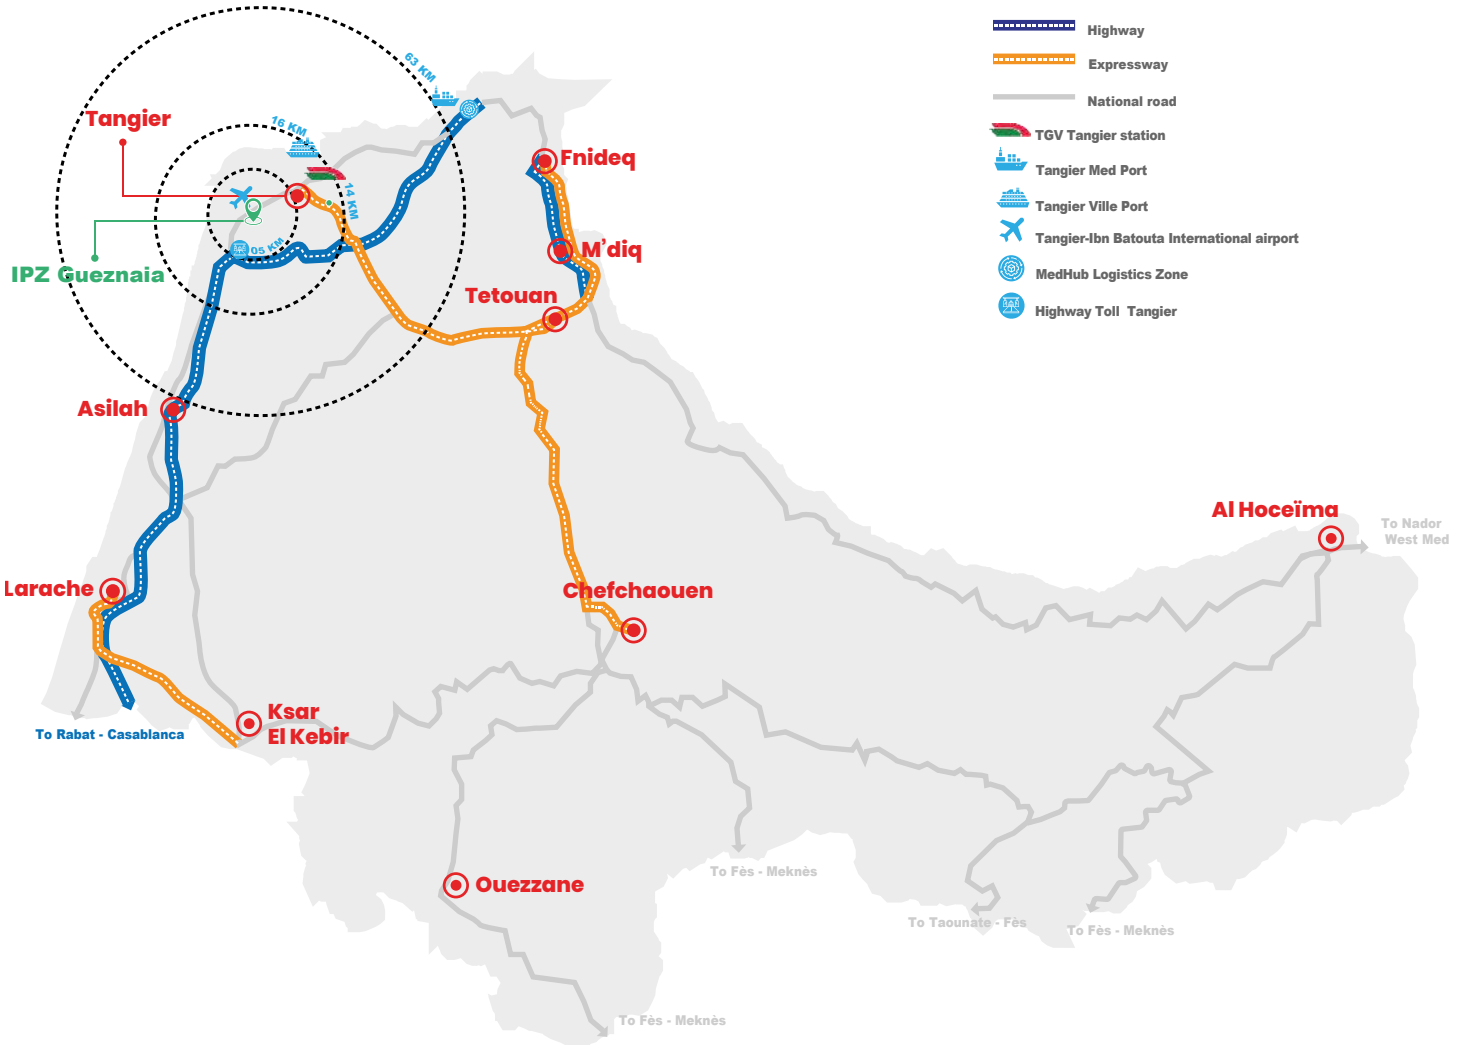 Highway
Expressway
National road
TGV Tangier station
Tangier Med Port
Tangier Ville Port
Tangier-Ibn Batouta International airport
MedHub Logistics Zone
Highway Toll Tangier
63 KM
Tangier
16 KM
Fnideq
14 KM
05 KM
M'diq
IPZ Gueznaia
Tetouan
Asilah
Al Hoceïma
To Nador
West Med
Larache
Chefchaouen
Ksar
El Kebir
To Rabat - Casablanca
To Fès - Meknès
Ouezzane
To Taounate - Fès
To Fès - Meknès
To Fès - Meknès